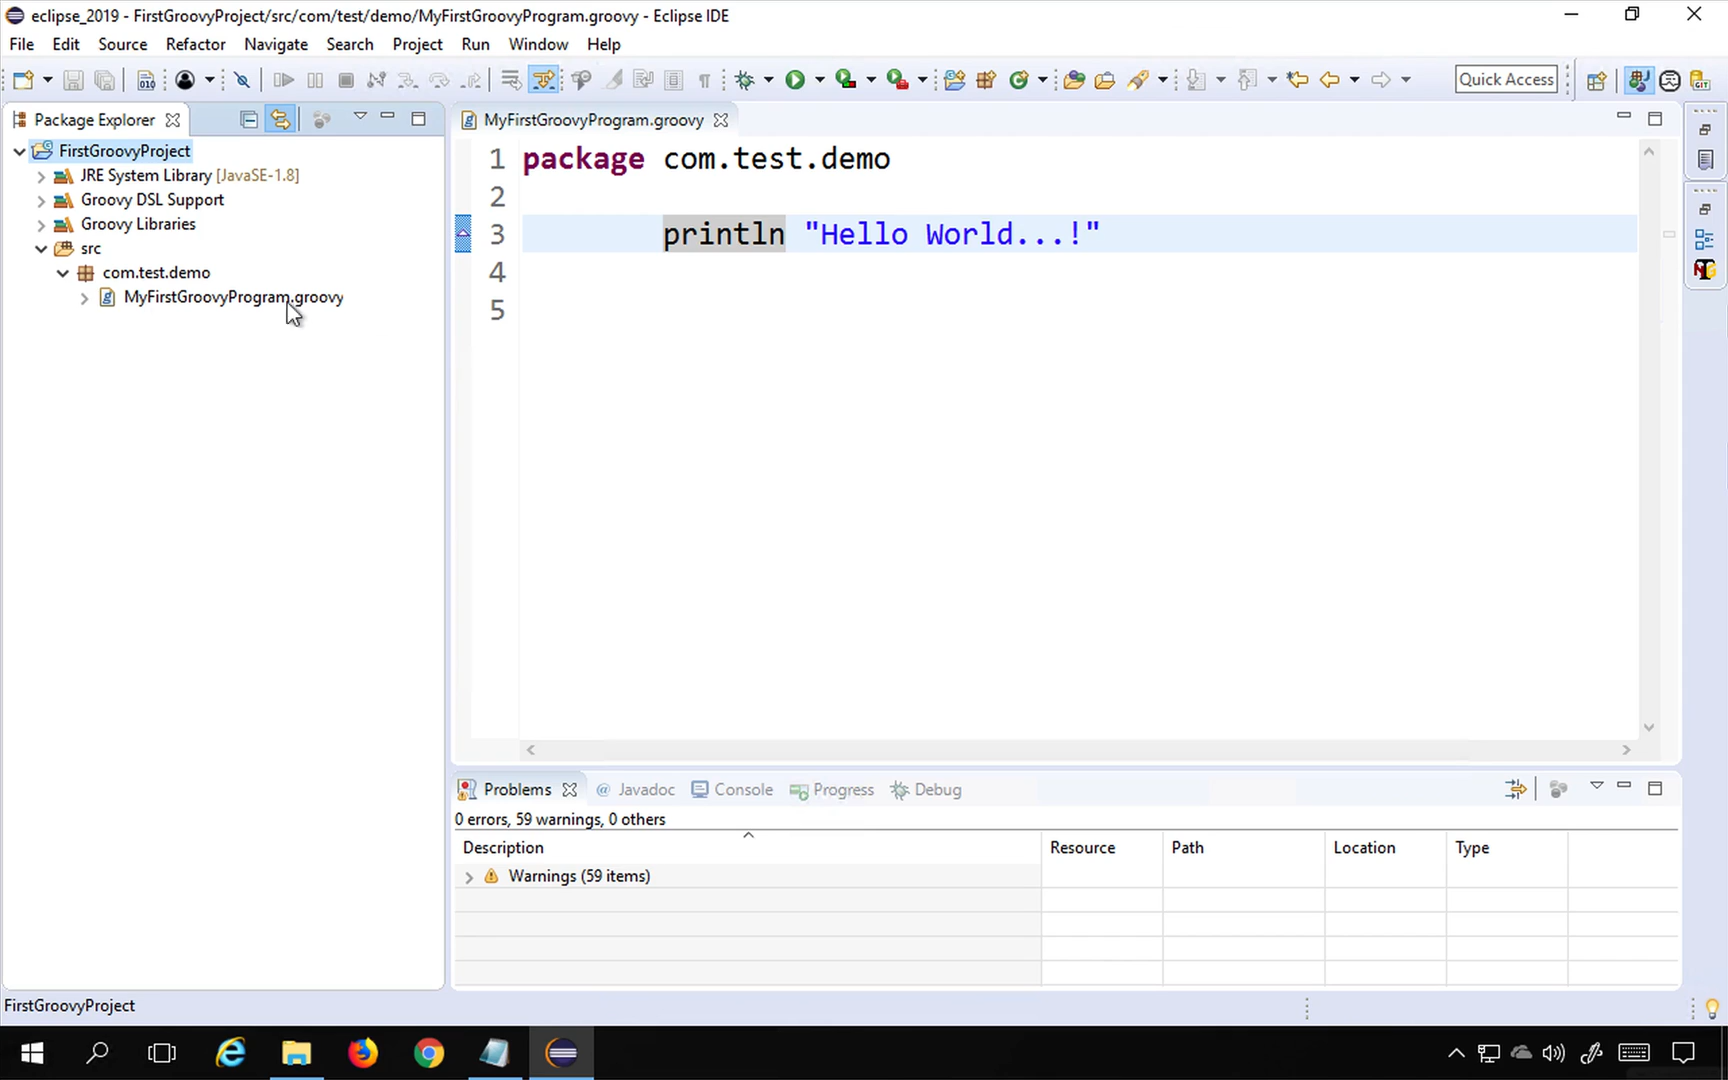 eclipse_2019 - FirstGroovyProject/src/com/test/demo/MyFirstGroovyProgram.groovy - Eclipse IDE
File Edit Source Refactor Navigate Search Project Run Window Help
Quick Access
Package Explorer
MyFirstGroovyProgram.groovy
FirstGroovyProject
JRE System Library [JavaSE-1.8]
Groovy DSL Support
Groovy Libraries
src
com.test.demo
MyFirstGroovyProgram.groovy
1 package com.test.demo
2
3 println "Hello World...!"
4
5
Problems Javadoc Console Progress Debug
0 errors, 59 warnings, 0 others
Description Resource Path Location Type
Warnings (59 items)
FirstGroovyProject